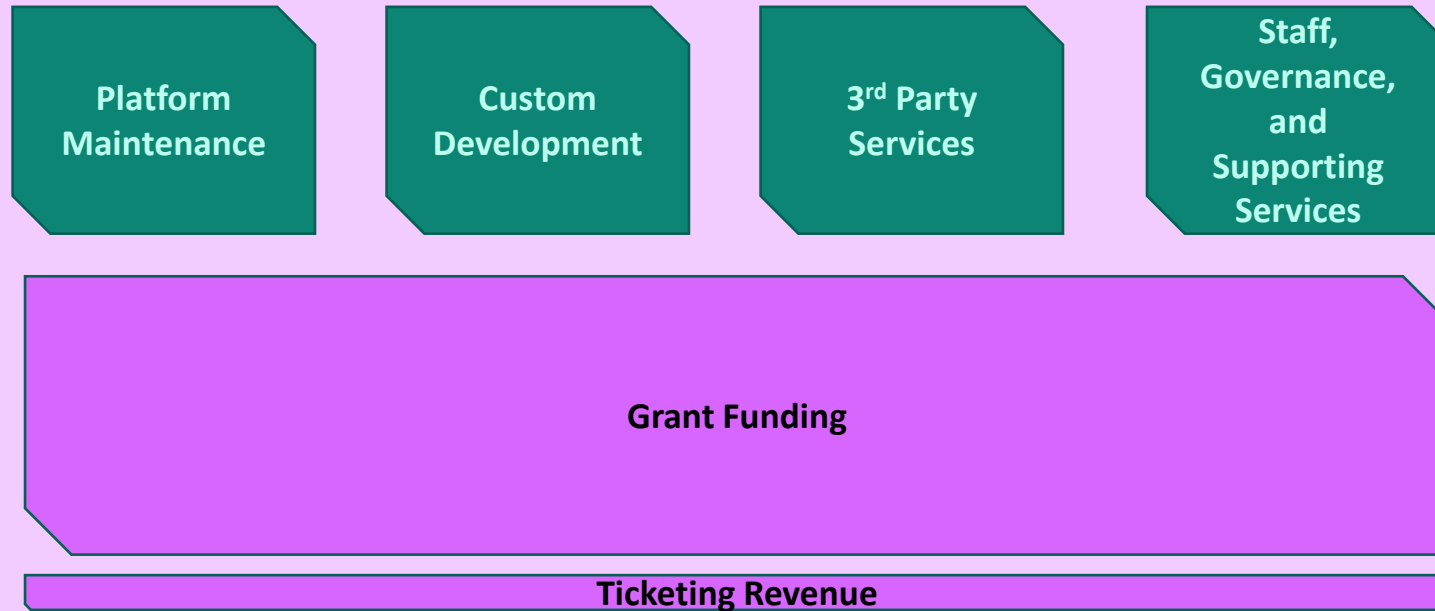 Platform
Maintenance
Custom
Development
3rd Party
Services
Staff,
Governance,
and
Supporting
Services
Grant Funding
Ticketing Revenue